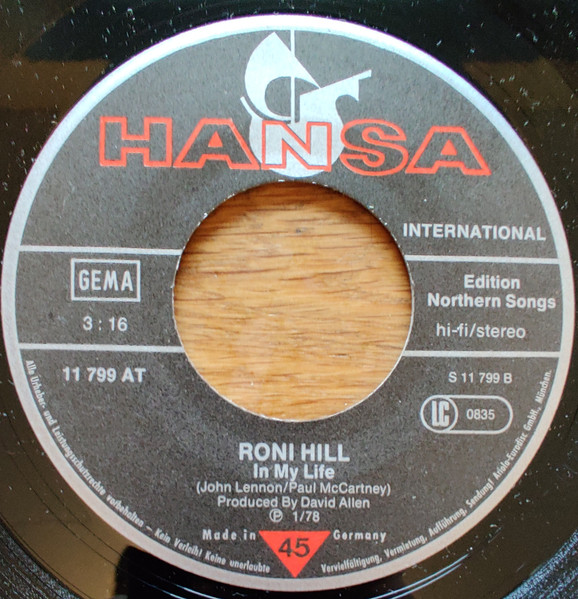 HANSA
INTERNATIONAL
GEMA
3 : 16
Edition
Northern Songs
hi-fi/stereo
11 799 AT
S 11 799 B
LC 0835
RONI HILL
In My Life
(John Lennon/Paul McCartney)
Produced By David Allen
℗ 1/78
Made in 45 Germany
Alle Urheber- und Leistungsschutzrechte vorbehalten - Kein Verleih! Keine unerlaubte Vervielfältigung, Vermietung, Aufführung, Sendung! Ariola-Eurodisc GmbH, München.